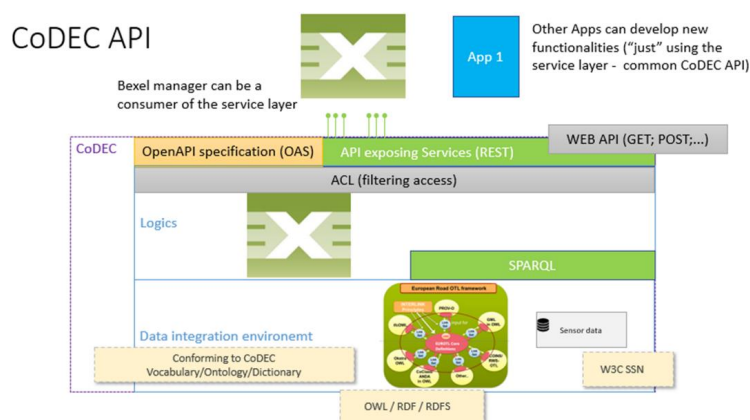 CoDEC API
Bexel manager can be a
consumer of the service layer
App 1
Other Apps can develop new
functionalities (“just” using the
service layer - common CoDEC API)
CoDEC
OpenAPI specification (OAS)
API exposing Services (REST)
WEB API (GET; POST;...)
ACL (filtering access)
Logics
SPARQL
Data integration environemt
European Road OTL framework
PROV-O
Other..
Sensor data
Conforming to CoDEC
Vocabulary/Ontology/Dictionary
W3C SSN
OWL / RDF / RDFS